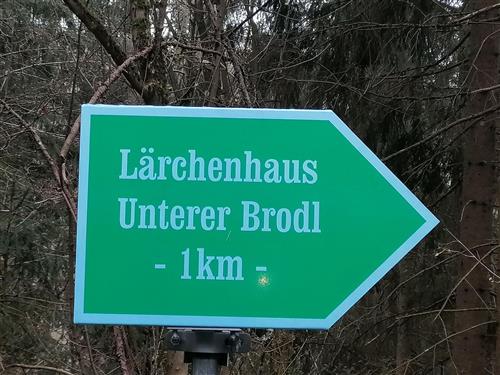 Lärchenhaus
Unterer Brodl
- 1km -